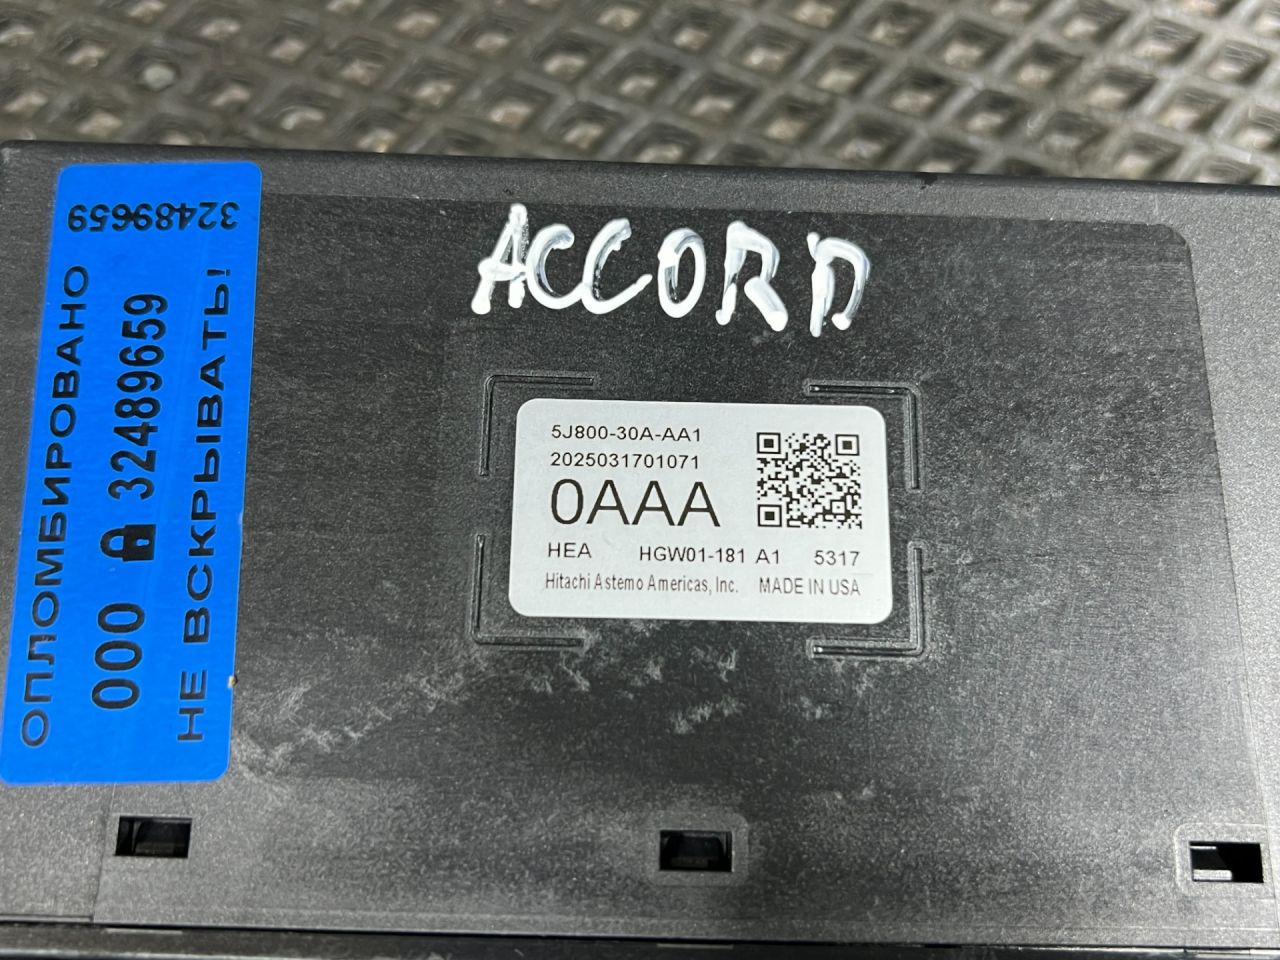 ACCORD
32489659
ОПЛОМБИРОВАНО
000 32489659
НЕ ВСКРЫВАТЬ!
5J800-30A-AA1
2025031701071
0AAA
HEA HGW01-181 A1 5317
Hitachi Astemo Americas, Inc. MADE IN USA